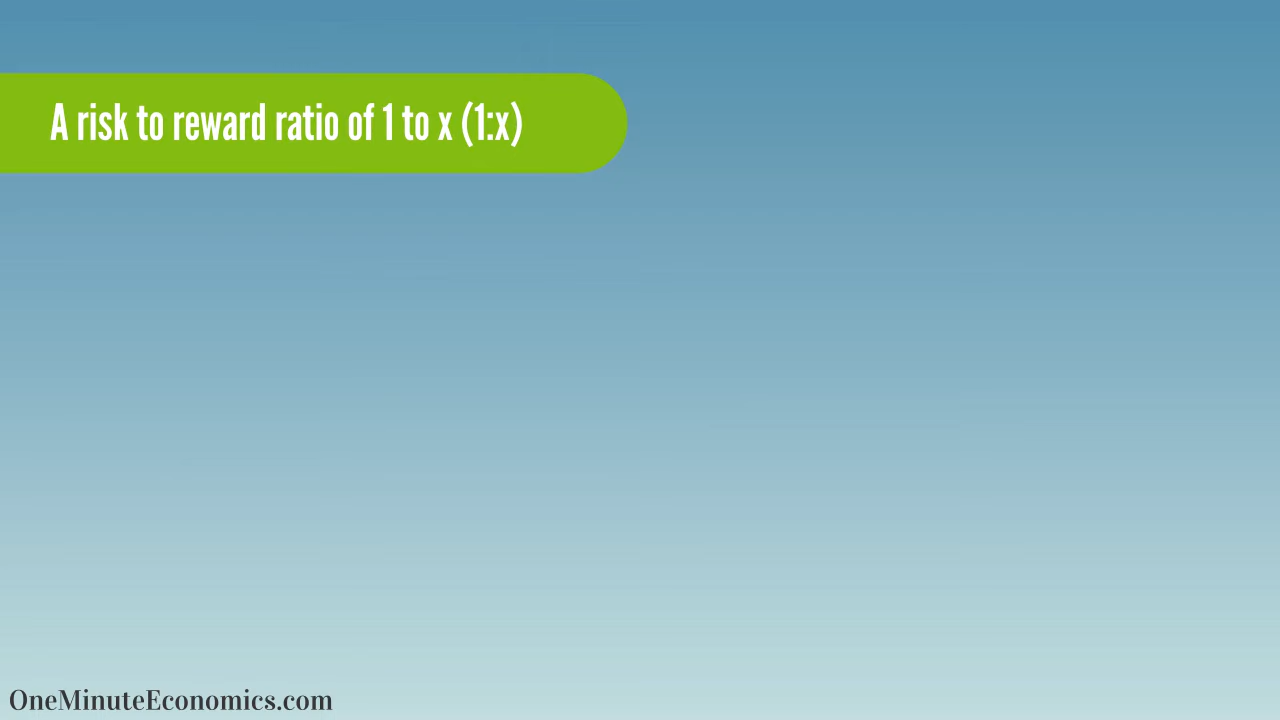 A risk to reward ratio of 1 to x (1:x)
OneMinuteEconomics.com